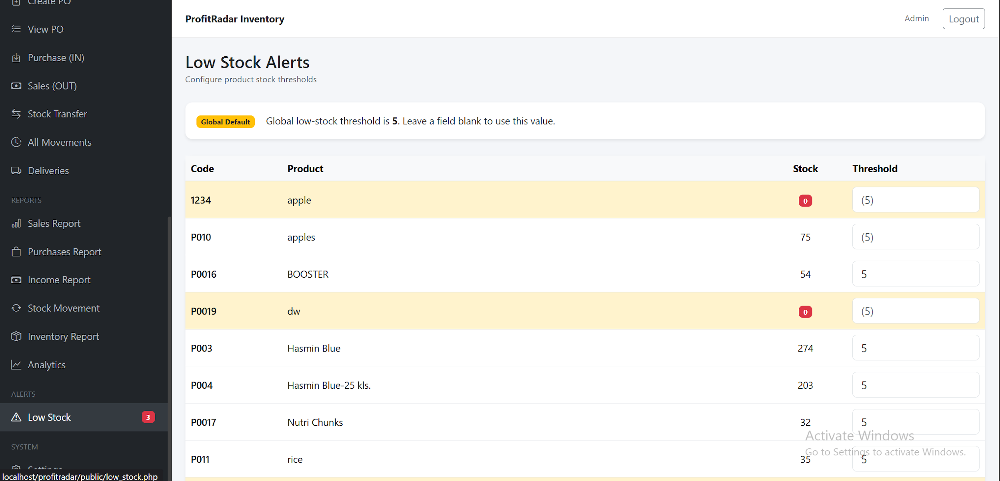 Create PO
View PO
Purchase (IN)
Sales (OUT)
Stock Transfer
All Movements
Deliveries
REPORTS
Sales Report
Purchases Report
Income Report
Stock Movement
Inventory Report
Analytics
ALERTS
Low Stock 3
SYSTEM
Settings
localhost/profitradar/public/low_stock.php
ProfitRadar Inventory Admin Logout
Low Stock Alerts
Configure product stock thresholds
Global Default Global low-stock threshold is 5. Leave a field blank to use this value.
Code Product Stock Threshold
1234 apple 0 (5)
P010 apples 75 (5)
P0016 BOOSTER 54 5
P0019 dw 0 (5)
P003 Hasmin Blue 274 5
P004 Hasmin Blue-25 kls. 203 5
P0017 Nutri Chunks 32 5
P011 rice 35 5
Activate Windows
Go to Settings to activate Windows.